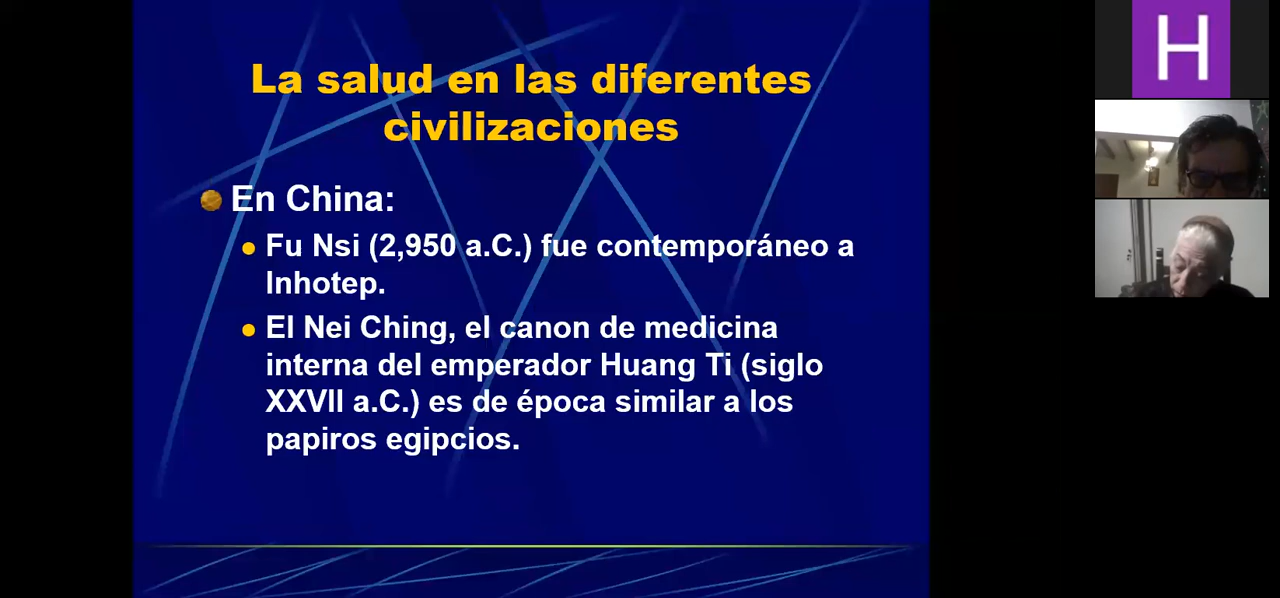 La salud en las diferentes
civilizaciones
En China:
Fu Nsi (2,950 a.C.) fue contemporáneo a
Inhotep.
El Nei Ching, el canon de medicina
interna del emperador Huang Ti (siglo
XXVII a.C.) es de época similar a los
papiros egipcios.
H